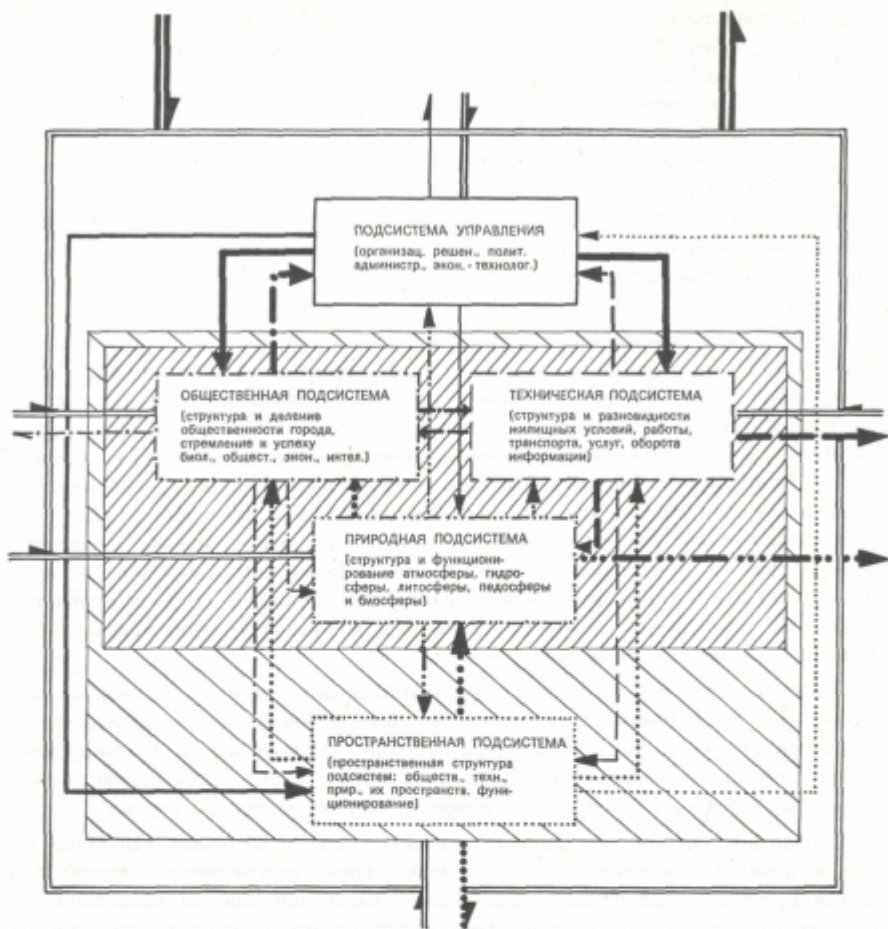 ПОДСИСТЕМА УПРАВЛЕНИЯ
(организац. решен., полит.
администр., экон.-технолог.)
ОБЩЕСТВЕННАЯ ПОДСИСТЕМА
(структура и деления
общественности города,
стремление к успеху
биол., общест., экон., интел.)
ТЕХНИЧЕСКАЯ ПОДСИСТЕМА
(структура и разновидности
жилищных условий, работы,
транспорта, услуг, оборота
информации)
ПРИРОДНАЯ ПОДСИСТЕМА
(структура и функциони-
рование атмосферы, гидро-
сферы, литосферы, педосферы
и биосферы)
ПРОСТРАНСТВЕННАЯ ПОДСИСТЕМА
(пространственная структура
подсистем: обществ., техн.,
прир., их пространств. функ-
ционирование)